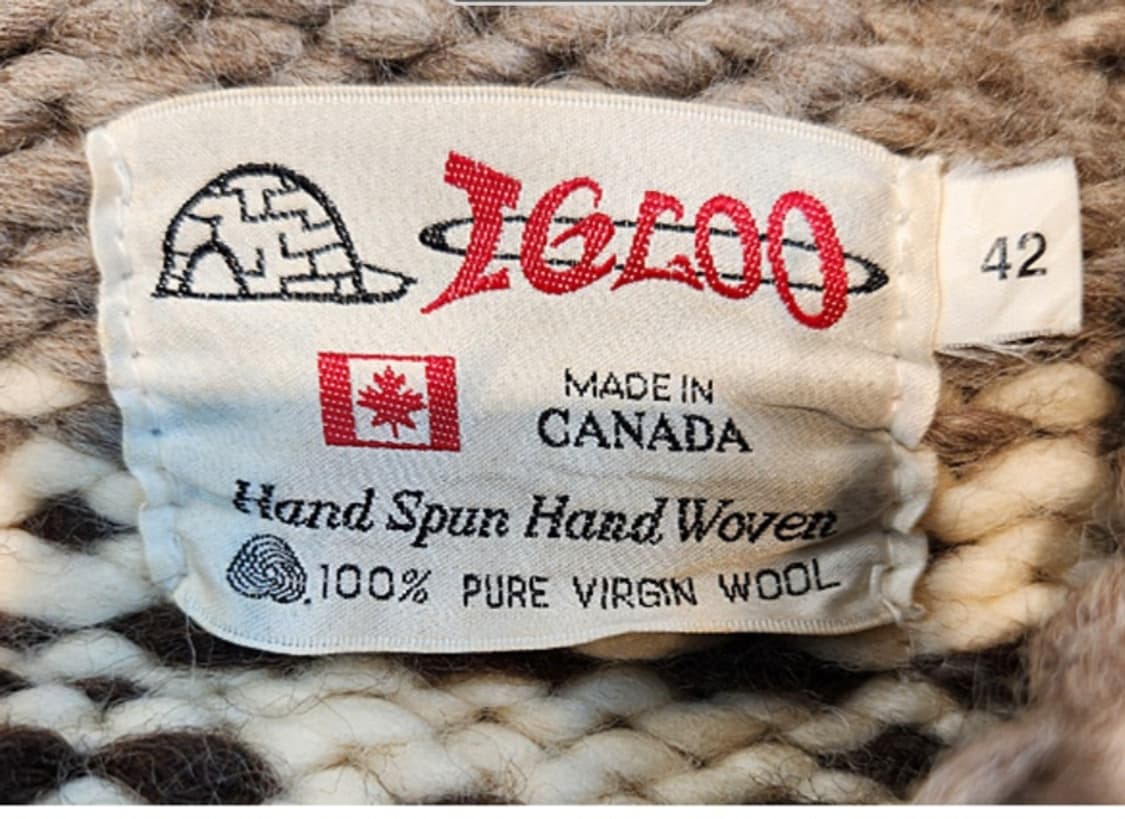 IGLOO
42
MADE IN
CANADA
Hand Spun Hand Woven
100% PURE VIRGIN WOOL